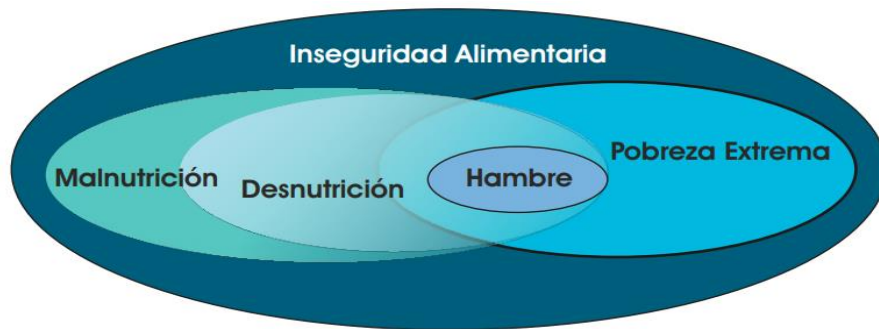 Inseguridad Alimentaria
Malnutrición
Desnutrición
Hambre
Pobreza Extrema